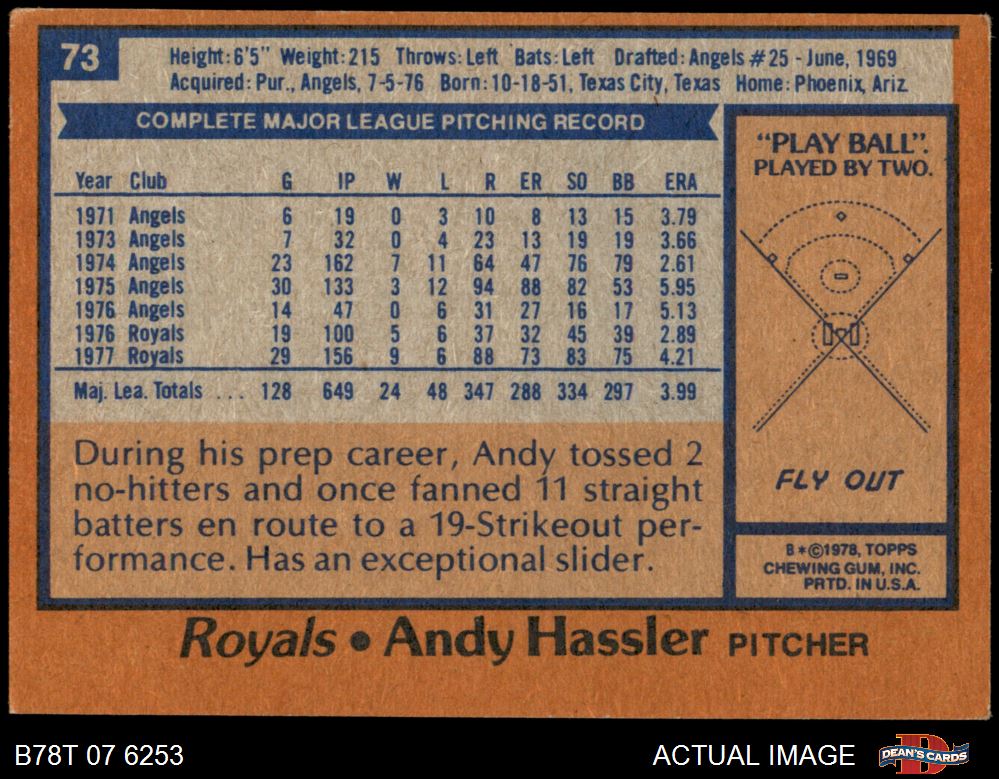 73
Height: 6'5" Weight: 215 Throws: Left Bats: Left Drafted: Angels #25 - June, 1969
Acquired: Pur., Angels, 7-5-76 Born: 10-18-51, Texas City, Texas Home: Phoenix, Ariz.
COMPLETE MAJOR LEAGUE PITCHING RECORD
Year Club G IP W L R ER SO BB ERA
1971 Angels 6 19 0 3 10 8 13 15 3.79
1973 Angels 7 32 0 4 23 13 19 19 3.66
1974 Angels 23 162 7 11 64 47 76 79 2.61
1975 Angels 30 133 3 12 94 88 82 53 5.95
1976 Angels 14 47 0 6 31 27 16 17 5.13
1976 Royals 19 100 5 6 37 32 45 39 2.89
1977 Royals 29 156 9 6 88 73 83 75 4.21
Maj. Lea. Totals ... 128 649 24 48 347 288 334 297 3.99
During his prep career, Andy tossed 2
no-hitters and once fanned 11 straight
batters en route to a 19-Strikeout per-
formance. Has an exceptional slider.
"PLAY BALL".
PLAYED BY TWO.
FLY OUT
B*©1978, TOPPS
CHEWING GUM, INC.
PRTD. IN U.S.A.
Royals • Andy Hassler PITCHER
B78T 07 6253
ACTUAL IMAGE
DEAN'S CARDS